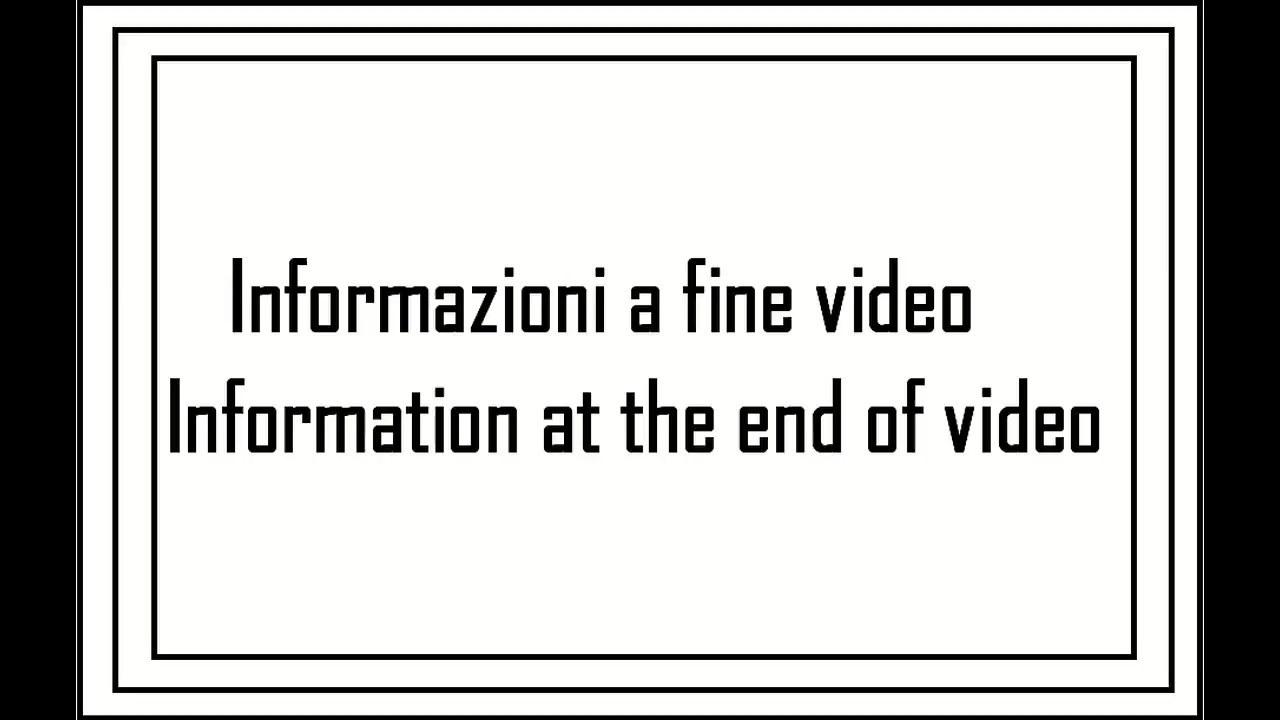 Informazioni a fine video
Information at the end of video